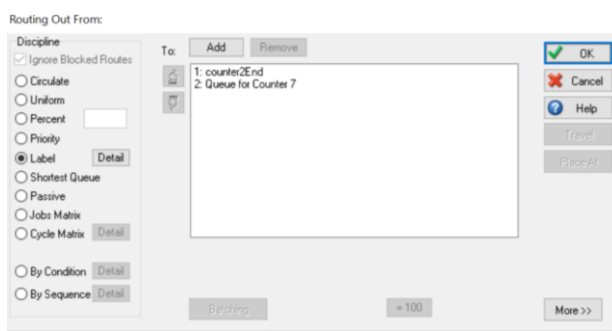 Routing Out From:
Discipline
Ignore Blocked Routes
Circulate
Uniform
Percent
Priority
Label Detail
Shortest Queue
Passive
Jobs Matrix
Cycle Matrix Detail
By Condition Detail
By Sequence Detail
To: Add Remove
1: counter2End
2: Queue for Counter 7
Batching =100
OK
Cancel
Help
Travel
Place At
More >>